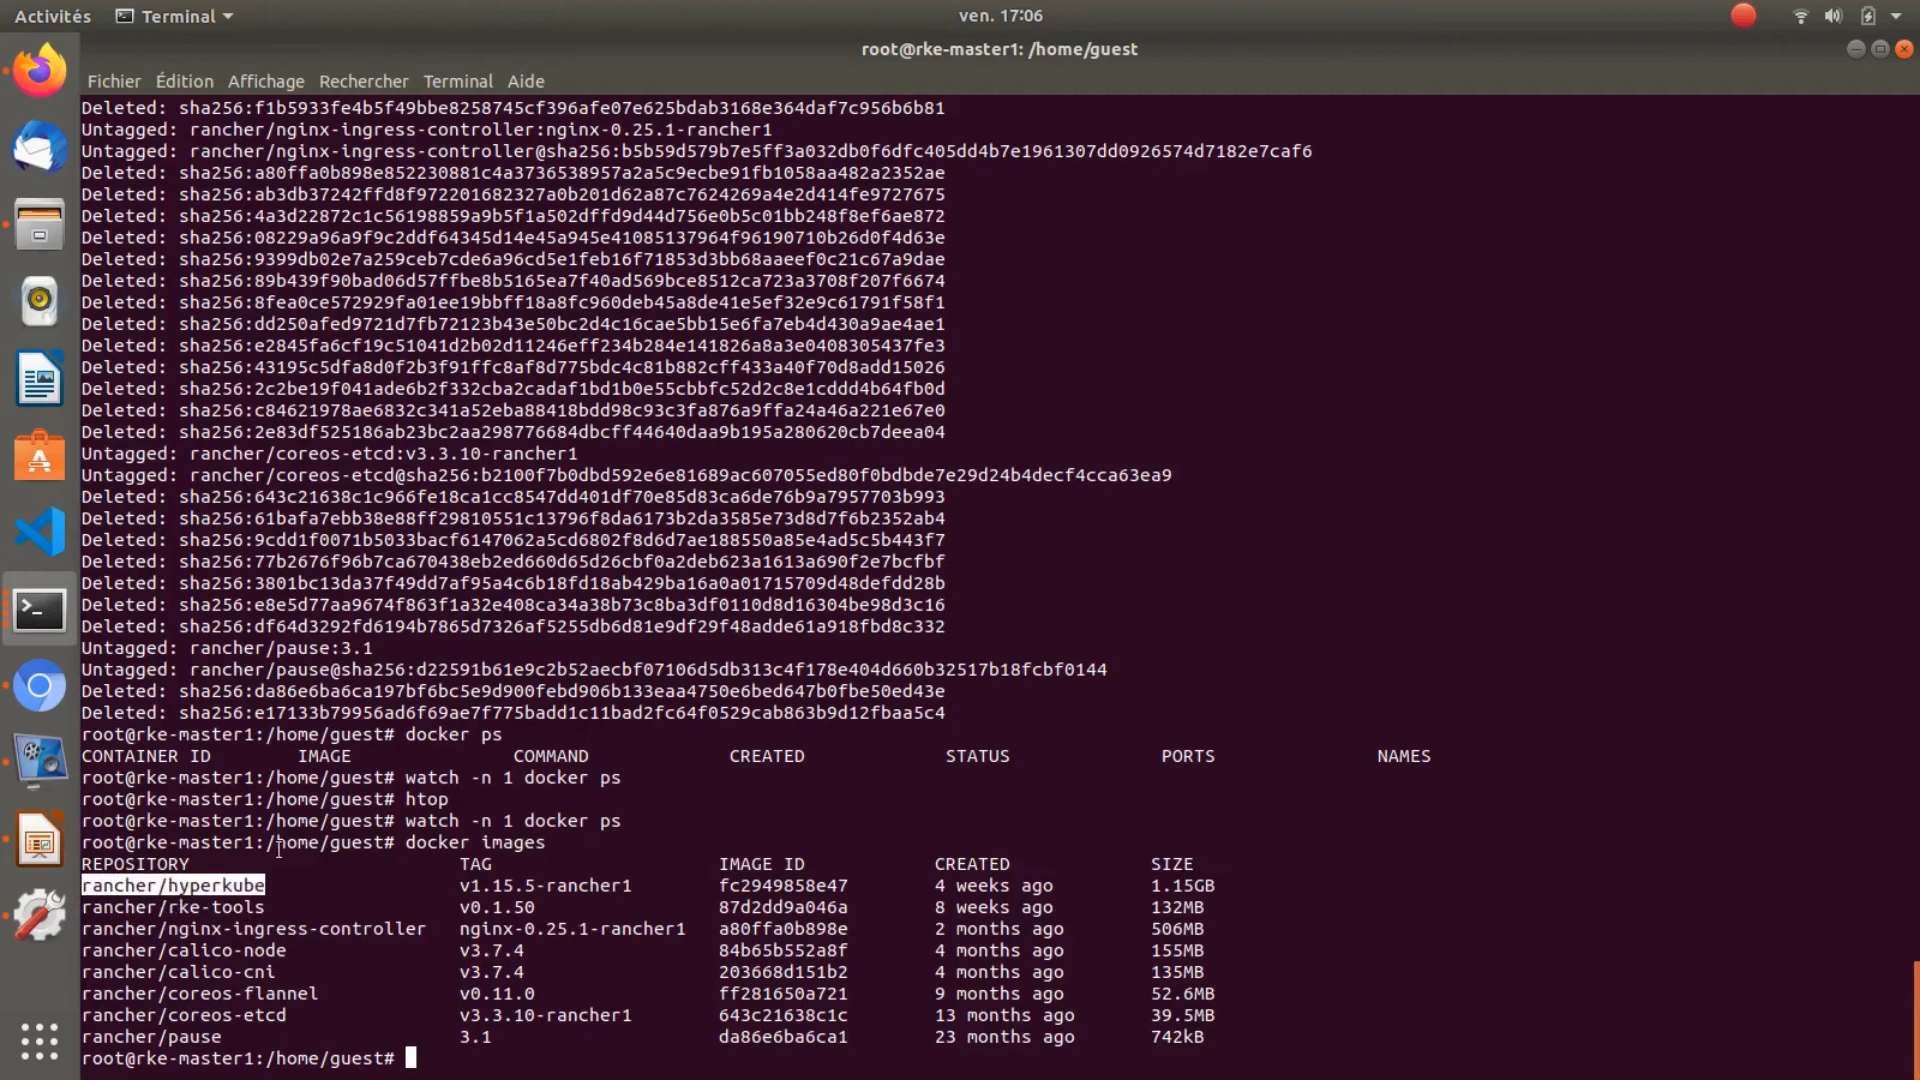 Activités Terminal ven. 17:06
root@rke-master1: /home/guest
Fichier Édition Affichage Rechercher Terminal Aide
Deleted: sha256:f1b5933fe4b5f49bbe8258745cf396afe07e625bdab3168e364daf7c956b6b81
Untagged: rancher/nginx-ingress-controller:nginx-0.25.1-rancher1
Untagged: rancher/nginx-ingress-controller@sha256:b5b59d579b7e5ff3a032db0f6dfc405dd4b7e1961307dd0926574d7182e7caf6
Deleted: sha256:a80ffa0b898e852230881c4a3736538957a2a5c9ecbe91fb1058aa482a2352ae
Deleted: sha256:ab3db37242ffd8f972201682327a0b201d62a87c7624269a4e2d414fe9727675
Deleted: sha256:4a3d22872c1c56198859a9b5f1a502dffd9d44d756e0b5c01bb248f8ef6ae872
Deleted: sha256:08229a96a9f9c2ddf64345d14e45a945e41085137964f96190710b26d0f4d63e
Deleted: sha256:9399db02e7a259ceb7cde6a96cd5e1feb16f71853d3bb68aaeef0c21c67a9dae
Deleted: sha256:89b439f90bad06d57ffbe8b5165ea7f40ad569bce8512ca723a3708f207f6674
Deleted: sha256:8fea0ce572929fa01ee19bbff18a8fc960deb45a8de41e5ef32e9c61791f58f1
Deleted: sha256:dd250afed9721d7fb72123b43e50bc2d4c16cae5bb15e6fa7eb4d430a9ae4ae1
Deleted: sha256:e2845fa6cf19c51041d2b02d11246eff234b284e141826a8a3e0408305437fe3
Deleted: sha256:43195c5dfa8d0f2b3f91ffc8af8d775bdc4c81b882cff433a40f70d8add15026
Deleted: sha256:2c2be19f041ade6b2f332cba2cadaf1bd1b0e55cbbfc52d2c8e1cddd4b64fb0d
Deleted: sha256:c84621978ae6832c341a52eba88418bdd98c93c3fa876a9ffa24a46a221e67e0
Deleted: sha256:2e83df525186ab23bc2aa298776684dbcff44640daa9b195a280620cb7deea04
Untagged: rancher/coreos-etcd:v3.3.10-rancher1
Untagged: rancher/coreos-etcd@sha256:b2100f7b0dbd592e6e81689ac607055ed80f0bdbde7e29d24b4decf4cca63ea9
Deleted: sha256:643c21638c1c966fe18ca1cc8547dd401df70e85d83ca6de76b9a7957703b993
Deleted: sha256:61bafa7ebb38e88ff29810551c13796f8da6173b2da3585e73d8d7f6b2352ab4
Deleted: sha256:9cdd1f0071b5033bacf6147062a5cd6802f8d6d7ae188550a85e4ad5c5b443f7
Deleted: sha256:77b2676f96b7ca670438eb2ed660d65d26cbf0a2deb623a1613a690f2e7bcfbf
Deleted: sha256:3801bc13da37f49dd7af95a4c6b18fd18ab429ba16a0a01715709d48defdd28b
Deleted: sha256:e8e5d77aa9674f863f1a32e408ca34a38b73c8ba3df0110d8d16304be98d3c16
Deleted: sha256:df64d3292fd6194b7865d7326af5255db6d81e9df29f48adde61a918fbd8c332
Untagged: rancher/pause:3.1
Untagged: rancher/pause@sha256:d22591b61e9c2b52aecbf07106d5db313c4f178e404d660b32517b18fcbf0144
Deleted: sha256:da86e6ba6ca197bf6bc5e9d900febd906b133eaa4750e6bed647b0fbe50ed43e
Deleted: sha256:e17133b79956ad6f69ae7f775badd1c11bad2fc64f0529cab863b9d12fbaa5c4
root@rke-master1:/home/guest# docker ps
CONTAINER ID IMAGE COMMAND CREATED STATUS PORTS NAMES
root@rke-master1:/home/guest# watch -n 1 docker ps
root@rke-master1:/home/guest# htop
root@rke-master1:/home/guest# watch -n 1 docker ps
root@rke-master1:/home/guest# docker images
REPOSITORY TAG IMAGE ID CREATED SIZE
rancher/hyperkube v1.15.5-rancher1 fc2949858e47 4 weeks ago 1.15GB
rancher/rke-tools v0.1.50 87d2dd9a046a 8 weeks ago 132MB
rancher/nginx-ingress-controller nginx-0.25.1-rancher1 a80ffa0b898e 2 months ago 506MB
rancher/calico-node v3.7.4 84b65b552a8f 4 months ago 155MB
rancher/calico-cni v3.7.4 203668d151b2 4 months ago 135MB
rancher/coreos-flannel v0.11.0 ff281650a721 9 months ago 52.6MB
rancher/coreos-etcd v3.3.10-rancher1 643c21638c1c 13 months ago 39.5MB
rancher/pause 3.1 da86e6ba6ca1 23 months ago 742kB
root@rke-master1:/home/guest#